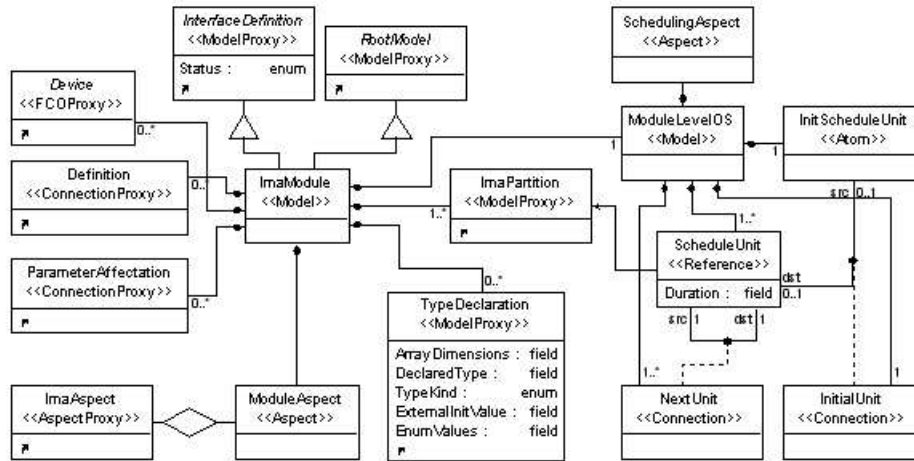 InterfaceDefinition
<<ModelProxy>>
Status : enum
RootModel
<<ModelProxy>>
SchedulingAspect
<<Aspect>>
Device
<<FCOProxy>>
0..*
ModuleLevelOS
<<Model>>
1
InitScheduleUnit
<<Atom>>
1
Definition
<<ConnectionProxy>>
0..*
ImaModule
<<Model>>
ImaPartition
<<ModelProxy>>
1..*
src 0..1
1..*
ScheduleUnit
<<Reference>>
Duration : field
dst
0..1
src 1
dst 1
ParameterAffectation
<<ConnectionProxy>>
0..*
0..*
TypeDeclaration
<<ModelProxy>>
ArrayDimensions : field
DeclaredType : field
TypeKind : enum
ExternalInitValue : field
EnumValues : field
ImaAspect
<<AspectProxy>>
ModuleAspect
<<Aspect>>
1..*
NextUnit
<<Connection>>
1
InitialUnit
<<Connection>>